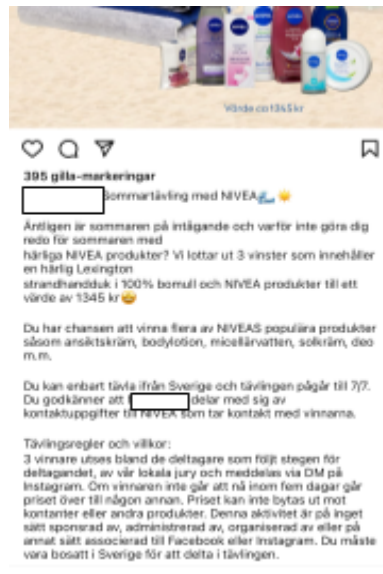 NIVEA
Värde ca 1345 kr
395 gilla-markeringar
Sommartävling med NIVEA🌊☀️
Äntligen är sommaren på intågande och varför inte göra dig
redo för sommaren med
härliga NIVEA produkter? Vi lottar ut 3 vinster som innehåller
en härlig Lexington
strandhandduk i 100% bomull och NIVEA produkter till ett
värde av 1345 kr😍
Du har chansen att vinna flera av NIVEAS populära produkter
såsom ansiktskräm, bodylotion, micellärvatten, solkräm, deo
m.m.
Du kan enbart tävla ifrån Sverige och tävlingen pågår till 7/7.
Du godkänner att delar med sig av
kontaktuppgifter till NIVEA som tar kontakt med vinnarna.
Tävlingsregler och villkor:
3 vinnare utses bland de deltagare som följt stegen för
deltagandet, av vår lokala jury och meddelas via DM på
Instagram. Om vinnaren inte går att nå inom fem dagar går
priset över till någon annan. Priset kan inte bytas ut mot
kontanter eller andra produkter. Denna aktivitet är på inget
sätt sponsrad av, administrerad av, organiserad av eller på
annat sätt associerad till Facebook eller Instagram. Du måste
vara bosatt i Sverige för att delta i tävlingen.